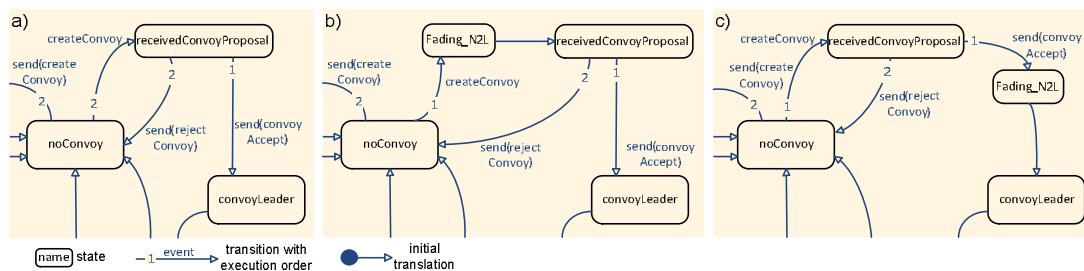 a)
createConvoy
receivedConvoyProposal
send(create
Convoy)
2
2
2
1
send(reject
Convoy)
send(convoy
Accept)
noConvoy
convoyLeader
b)
Fading_N2L
receivedConvoyProposal
send(create
Convoy)
createConvoy
2
1
2
1
noConvoy
send(reject
Convoy)
send(convoy
Accept)
convoyLeader
c)
createConvoy
receivedConvoyProposal
1
send(convoy
Accept)
send(create
Convoy)
2
1
2
Fading_N2L
send(reject
Convoy)
noConvoy
convoyLeader
name state
1 event
transition with
execution order
initial
translation